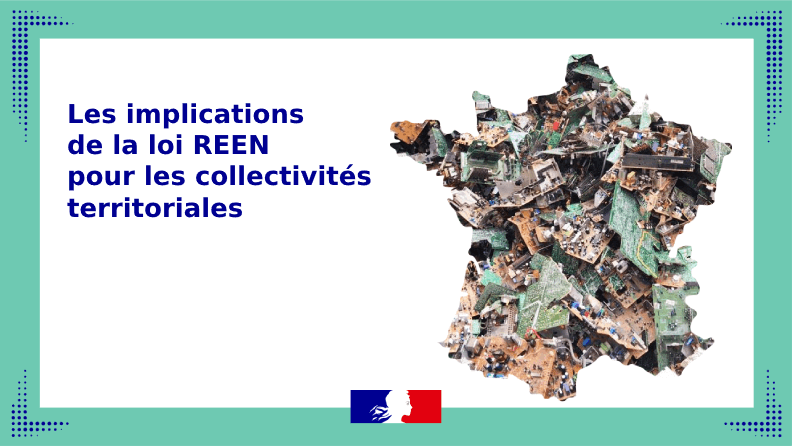 Les implications
de la loi REEN
pour les collectivités
territoriales